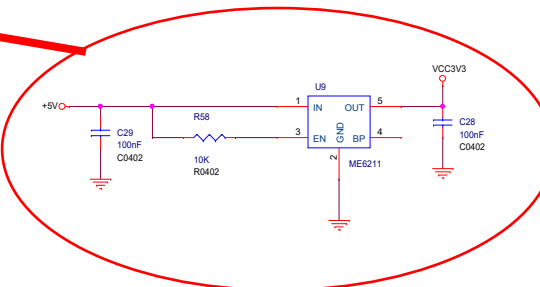 VCC3V3
U9
+5V
1 IN OUT 5
R58
C29
100nF
C0402
3 EN GND BP 4
C28
100nF
C0402
10K
R0402
2
ME6211